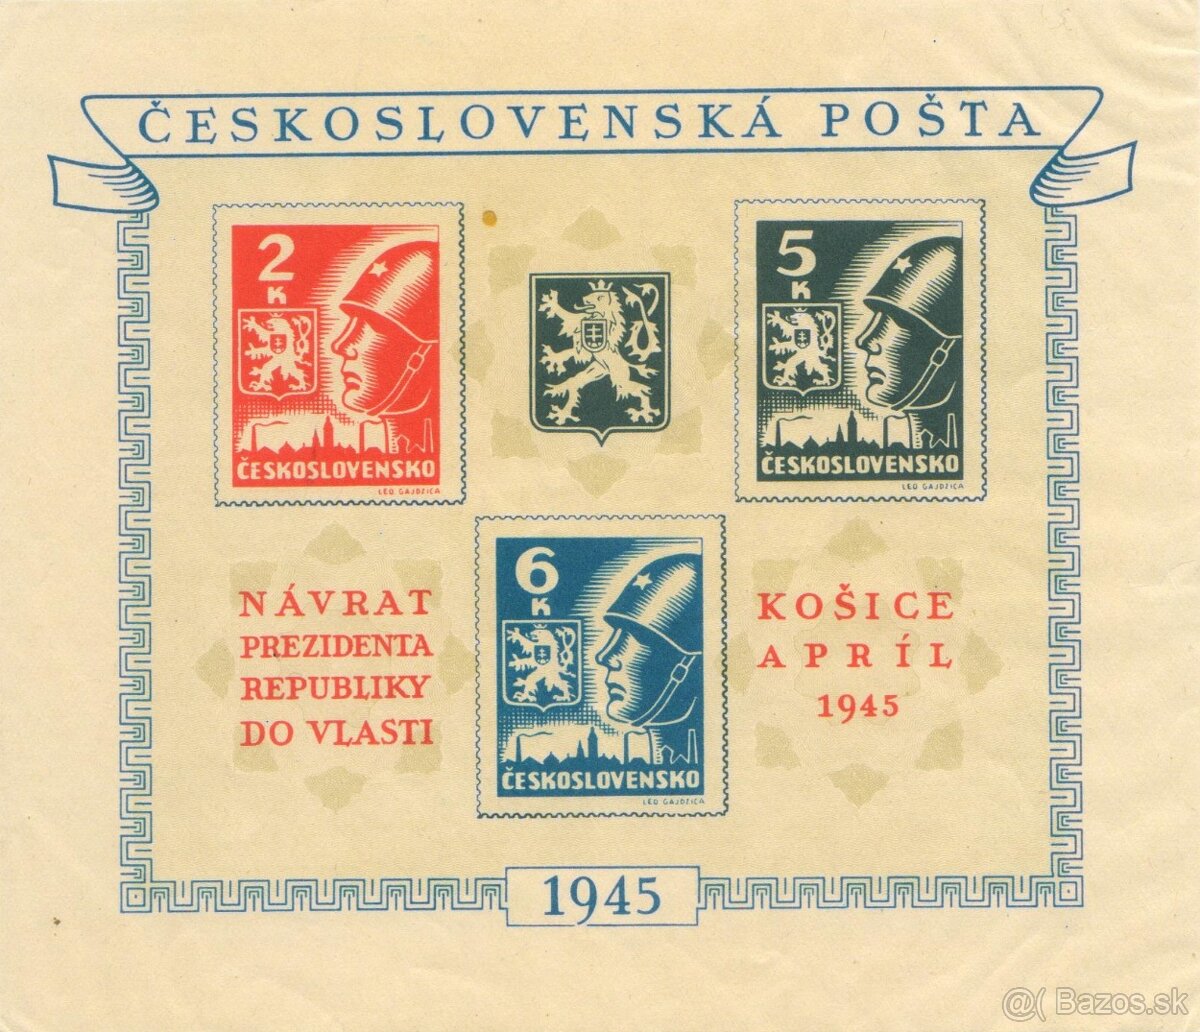 ČESKOSLOVENSKÁ POŠTA
2
K
ČESKOSLOVENSKO
LEO GAJDZICA
5
K
ČESKOSLOVENSKO
LEO GAJDZICA
NÁVRAT
PREZIDENTA
REPUBLIKY
DO VLASTI
6
K
ČESKOSLOVENSKO
LEO GAJDZICA
KOŠICE
APRÍL
1945
1945
@( Bazos.sk